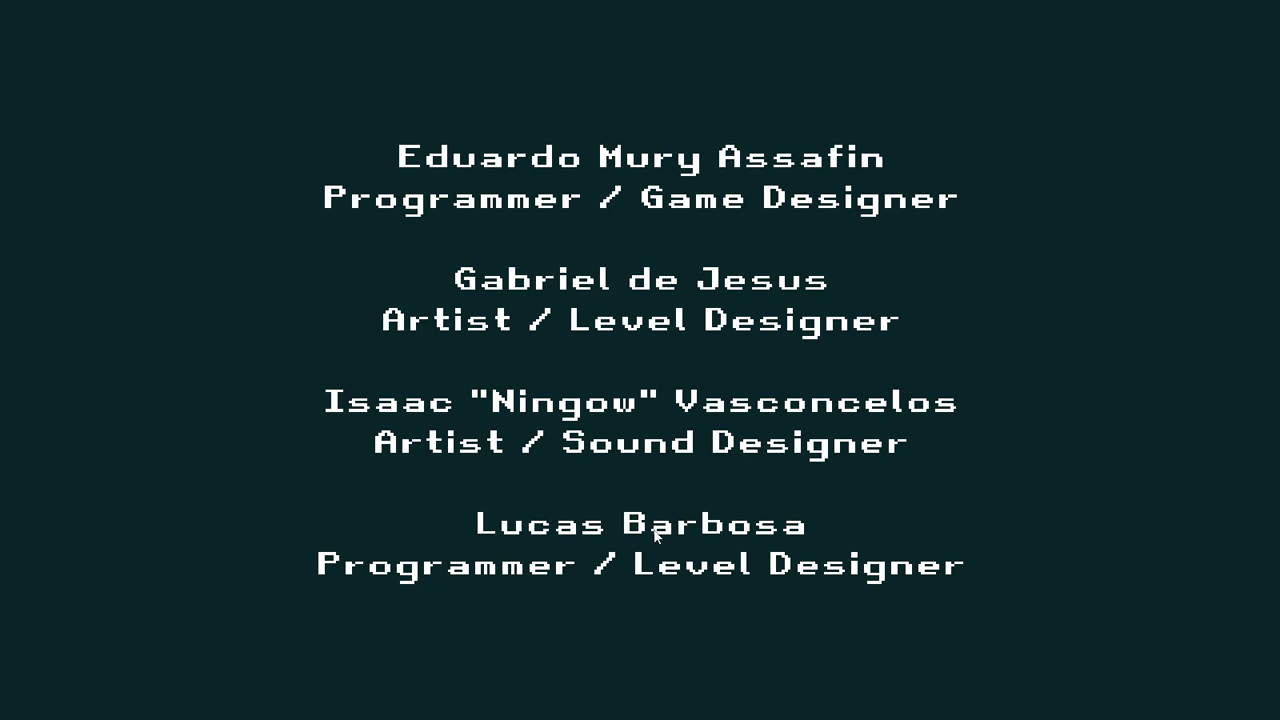 Eduardo Mury Assafin
Programmer / Game Designer
Gabriel de Jesus
Artist / Level Designer
Isaac "Ningow" Vasconcelos
Artist / Sound Designer
Lucas Barbosa
Programmer / Level Designer